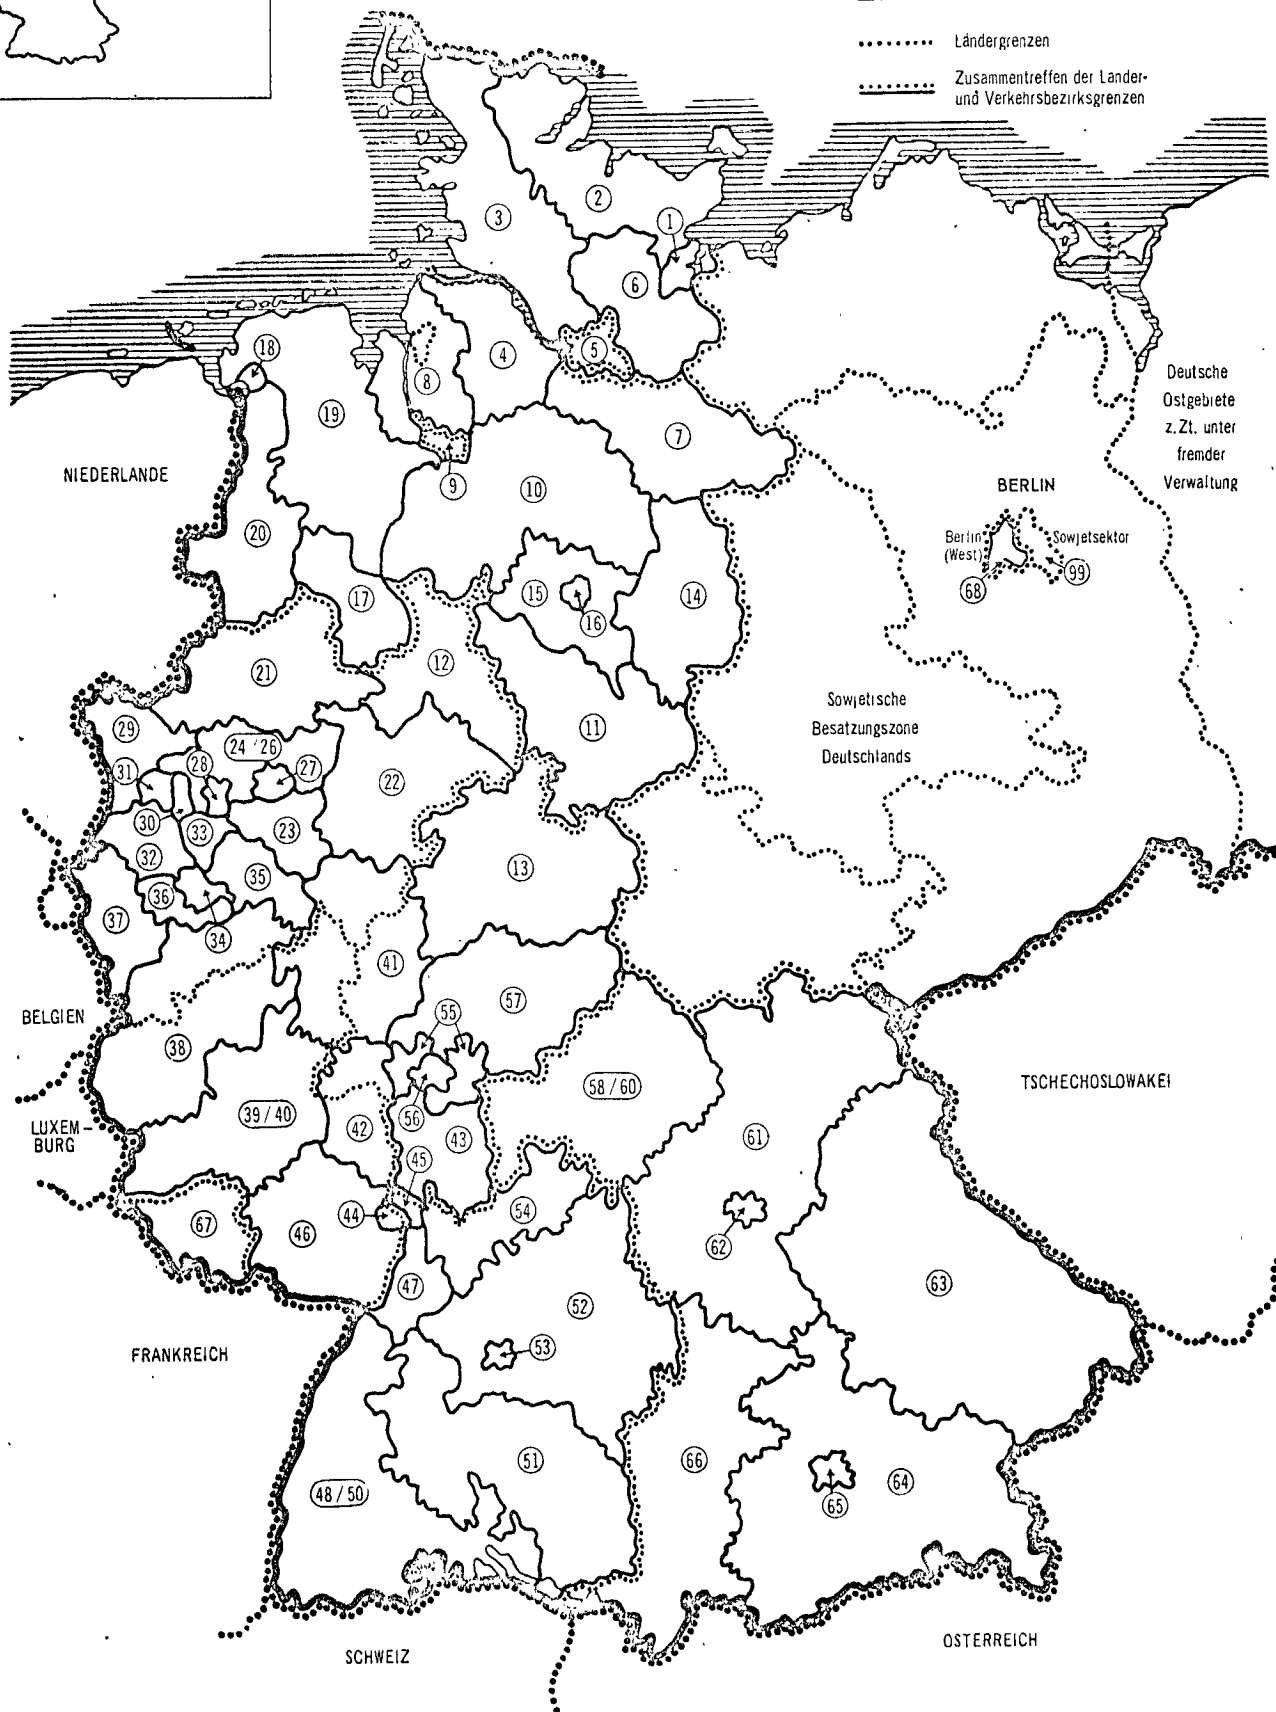 Ländergrenzen
Zusammentreffen der Länder-
und Verkehrsbezirksgrenzen
2
1
3
6
5
4
18
8
19
7
Deutsche
Ostgebiete
z. Zt. unter
fremder
Verwaltung
NIEDERLANDE
9
10
BERLIN
20
Berlin
(West)
Sowjetsektor
99
68
17
15
16
14
21
12
Sowjetische
Besatzungszone
Deutschlands
11
29
24 / 26
28
31
27
22
30
33
23
32
13
35
36
37
34
41
57
55
BELGIEN
38
58 / 60
TSCHECHOSLOWAKEI
39 / 40
56
42
43
61
LUXEM-
BURG
45
44
54
67
46
62
47
52
63
53
FRANKREICH
51
66
48 / 50
65
64
SCHWEIZ
ÖSTERREICH